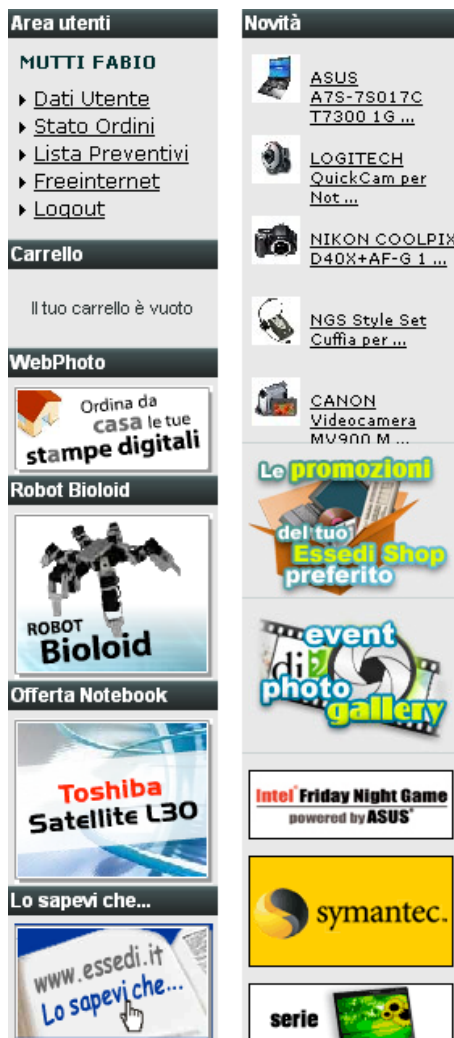 Area utenti
MUTTI FABIO
Dati Utente
Stato Ordini
Lista Preventivi
Freeinternet
Logout
Carrello
Il tuo carrello è vuoto
WebPhoto
Ordina da
casa le tue
stampe digitali
Robot Bioloid
ROBOT
Bioloid
Offerta Notebook
Toshiba
Satellite L30
Lo sapevi che...
www.essedi.it
Lo sapevi che...
Novità
ASUS
A7S-7S017C
T7300 1G ...
LOGITECH
QuickCam per
Not ...
NIKON COOLPIX
D40X+AF-G 1 ...
NGS Style Set
Cuffia per ...
CANON
Videocamera
MV900 M ...
Le promozioni
del tuo
Essedi Shop
preferito
event
di
photo
gallery
Intel Friday Night Game
powered by ASUS
symantec.
serie